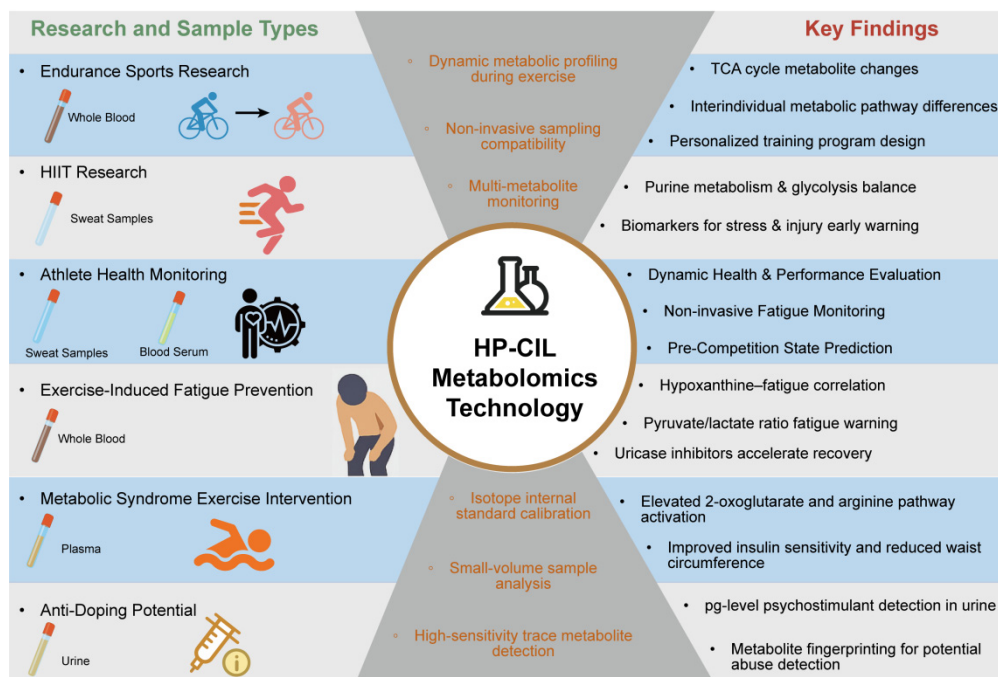 Research and Sample Types
• Endurance Sports Research
Whole Blood
• HIIT Research
Sweat Samples
• Athlete Health Monitoring
Sweat Samples
Blood Serum
• Exercise-Induced Fatigue Prevention
Whole Blood
• Metabolic Syndrome Exercise Intervention
Plasma
• Anti-Doping Potential
Urine
◦ Dynamic metabolic profiling
during exercise
◦ Non-invasive sampling
compatibility
◦ Multi-metabolite
monitoring
HP-CIL
Metabolomics
Technology
◦ Isotope internal
standard calibration
◦ Small-volume sample
analysis
◦ High-sensitivity trace metabolite
detection
Key Findings
• TCA cycle metabolite changes
• Interindividual metabolic pathway differences
• Personalized training program design
• Purine metabolism & glycolysis balance
• Biomarkers for stress & injury early warning
• Dynamic Health & Performance Evaluation
• Non-invasive Fatigue Monitoring
• Pre-Competition State Prediction
• Hypoxanthine–fatigue correlation
• Pyruvate/lactate ratio fatigue warning
• Uricase inhibitors accelerate recovery
• Elevated 2-oxoglutarate and arginine pathway
activation
• Improved insulin sensitivity and reduced waist
circumference
• pg-level psychostimulant detection in urine
• Metabolite fingerprinting for potential
abuse detection